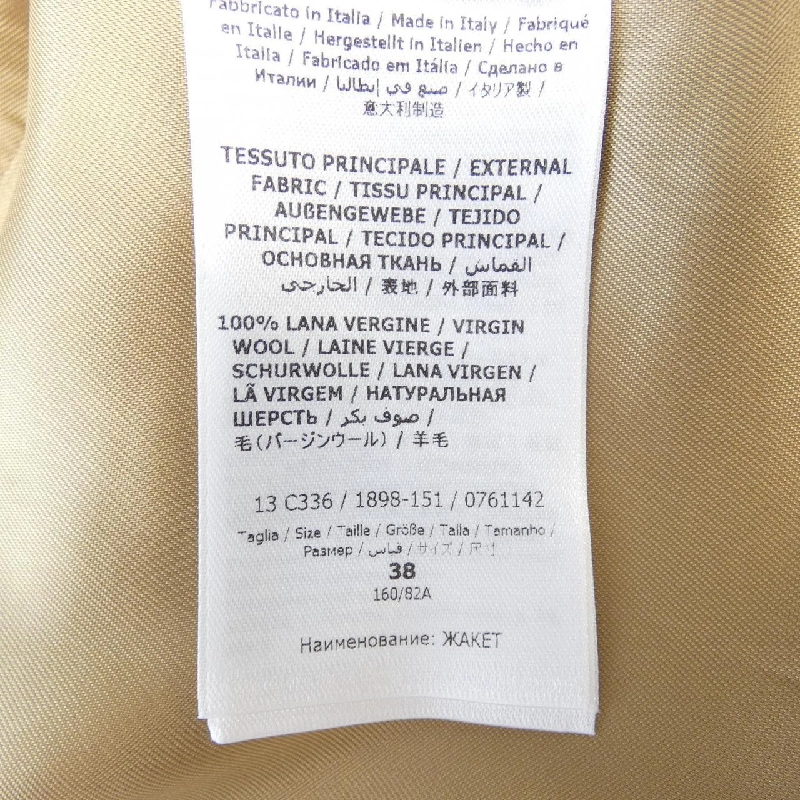 Fabbricato in Italia / Made in Italy / Fabriqué
en Italie / Hergestellt in Italien / Hecho en
Italia / Fabricado em Itália / Сделано в
Италии / صنع في إيطاليا / イタリア製 /
意大利制造
TESSUTO PRINCIPALE / EXTERNAL
FABRIC / TISSU PRINCIPAL /
AUßENGEWEBE / TEJIDO
PRINCIPAL / TECIDO PRINCIPAL /
ОСНОВНАЯ ТКАНЬ / القماش
الخارجي / 表地 / 外部面料
100% LANA VERGINE / VIRGIN
WOOL / LAINE VIERGE /
SCHURWOLLE / LANA VIRGEN /
LÃ VIRGEM / НАТУРАЛЬНАЯ
ШЕРСТЬ / صوف بكر /
毛(バージンウール) / 羊毛
13 C336 / 1898-151 / 0761142
Taglia / Size / Taille / Größe / Talla / Tamanho /
Размер / قياس / サイズ / 尺寸
38
160/82A
Наименование: ЖАКЕТ